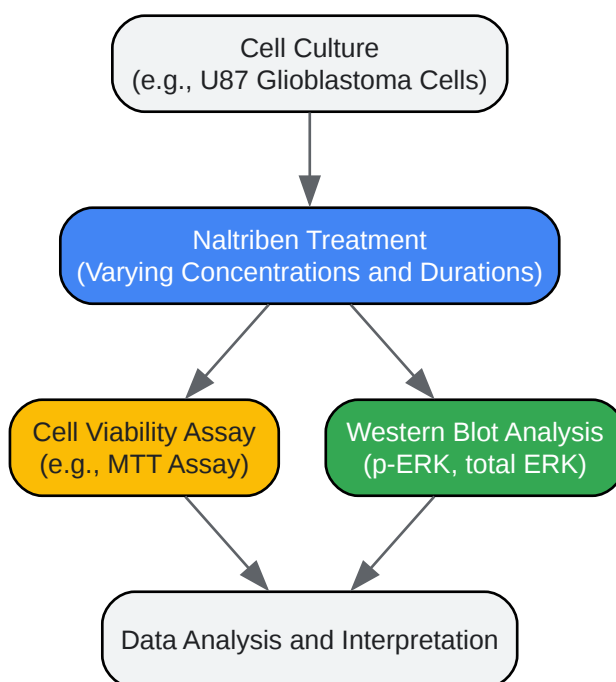 Cell Culture
(e.g., U87 Glioblastoma Cells)
Naltriben Treatment
(Varying Concentrations and Durations)
Cell Viability Assay
(e.g., MTT Assay)
Western Blot Analysis
(p-ERK, total ERK)
Data Analysis and Interpretation